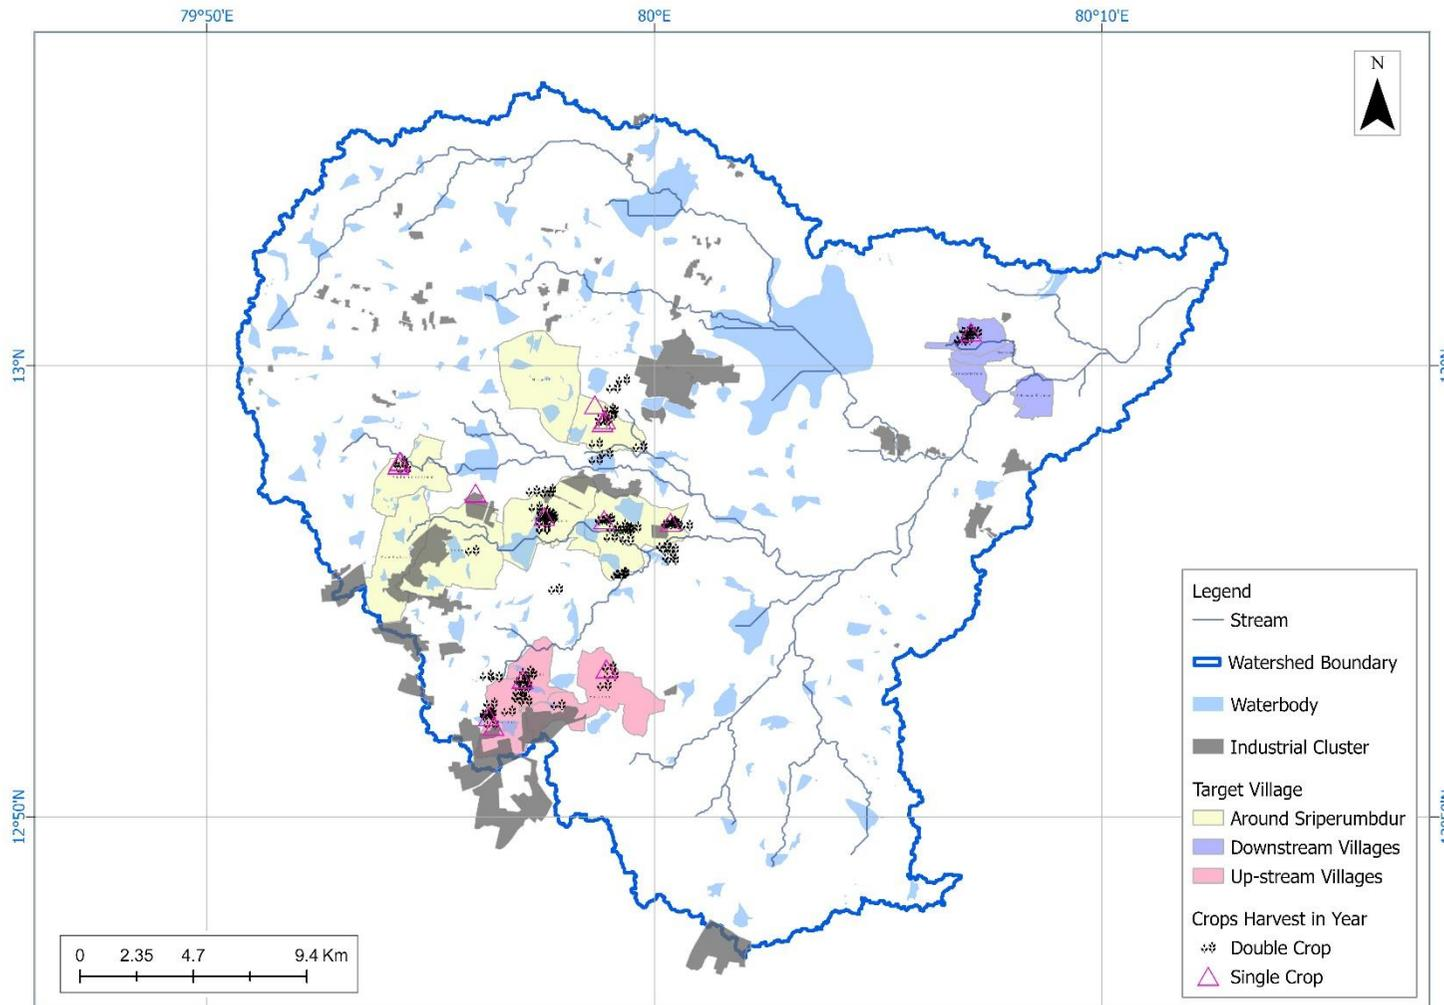 79°50'E 80°E 80°10'E
N
13°N
12°50'N
Legend
Stream
Watershed Boundary
Waterbody
Industrial Cluster
Target Village
Around Sriperumbdur
Downstream Villages
Up-stream Villages
Crops Harvest in Year
Double Crop
Single Crop
0 2.35 4.7 9.4 Km